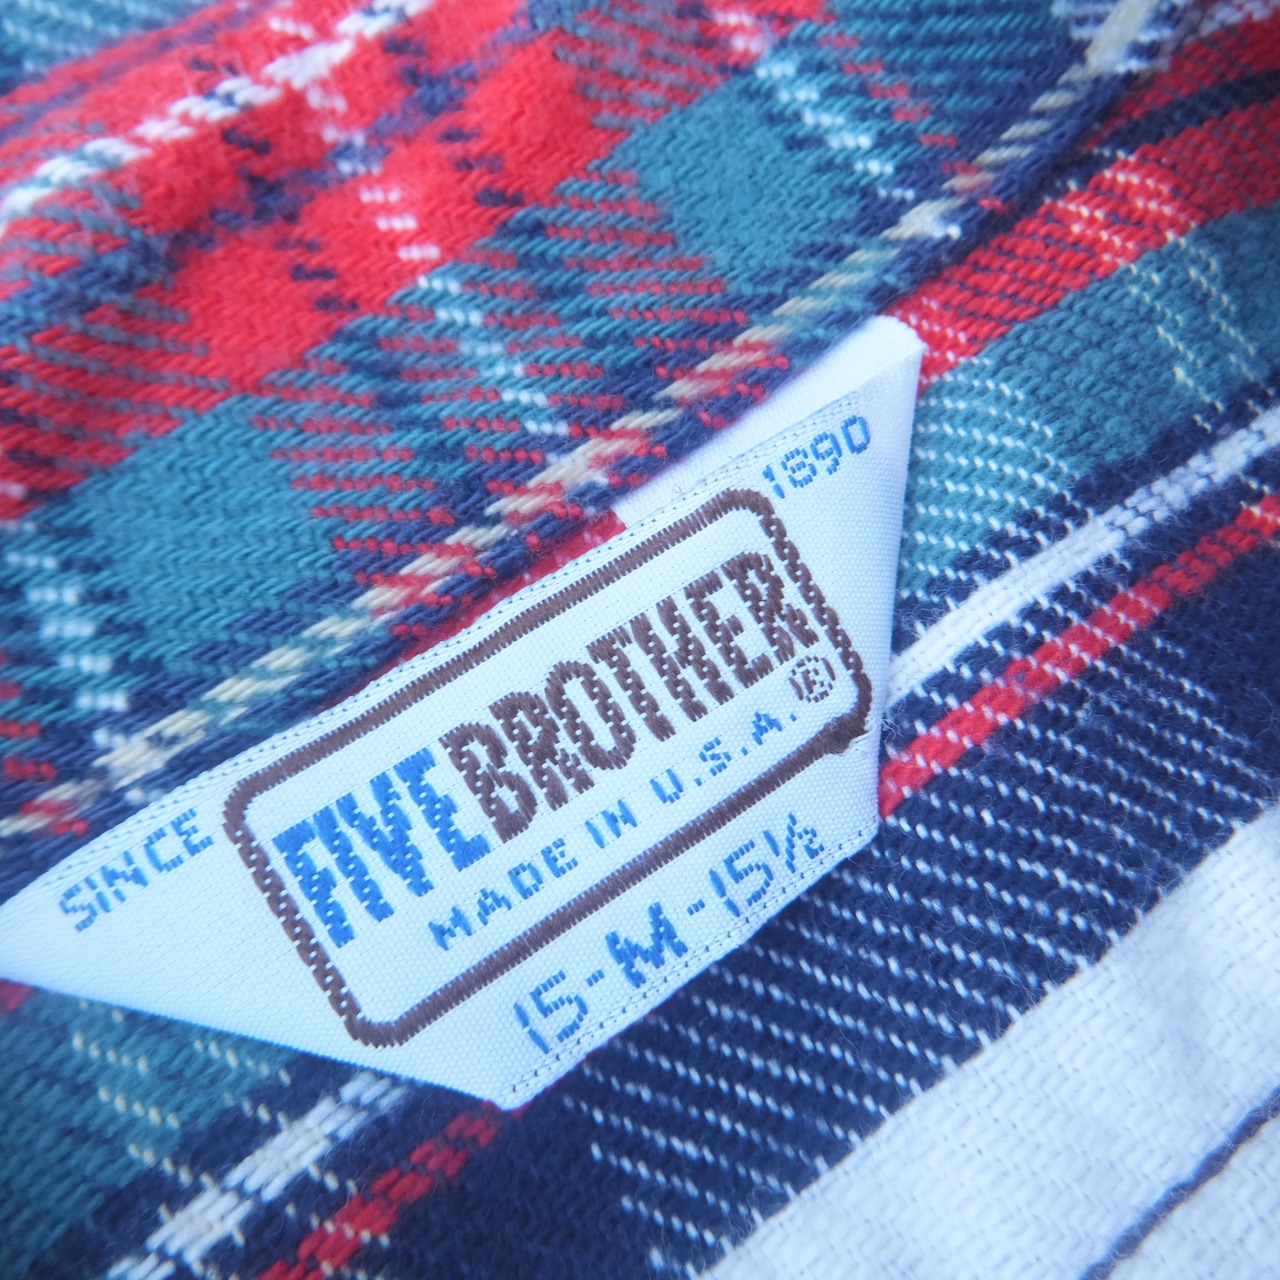 SINCE 1890
FIVE BROTHER ®
MADE IN U.S.A.
15-M-15½